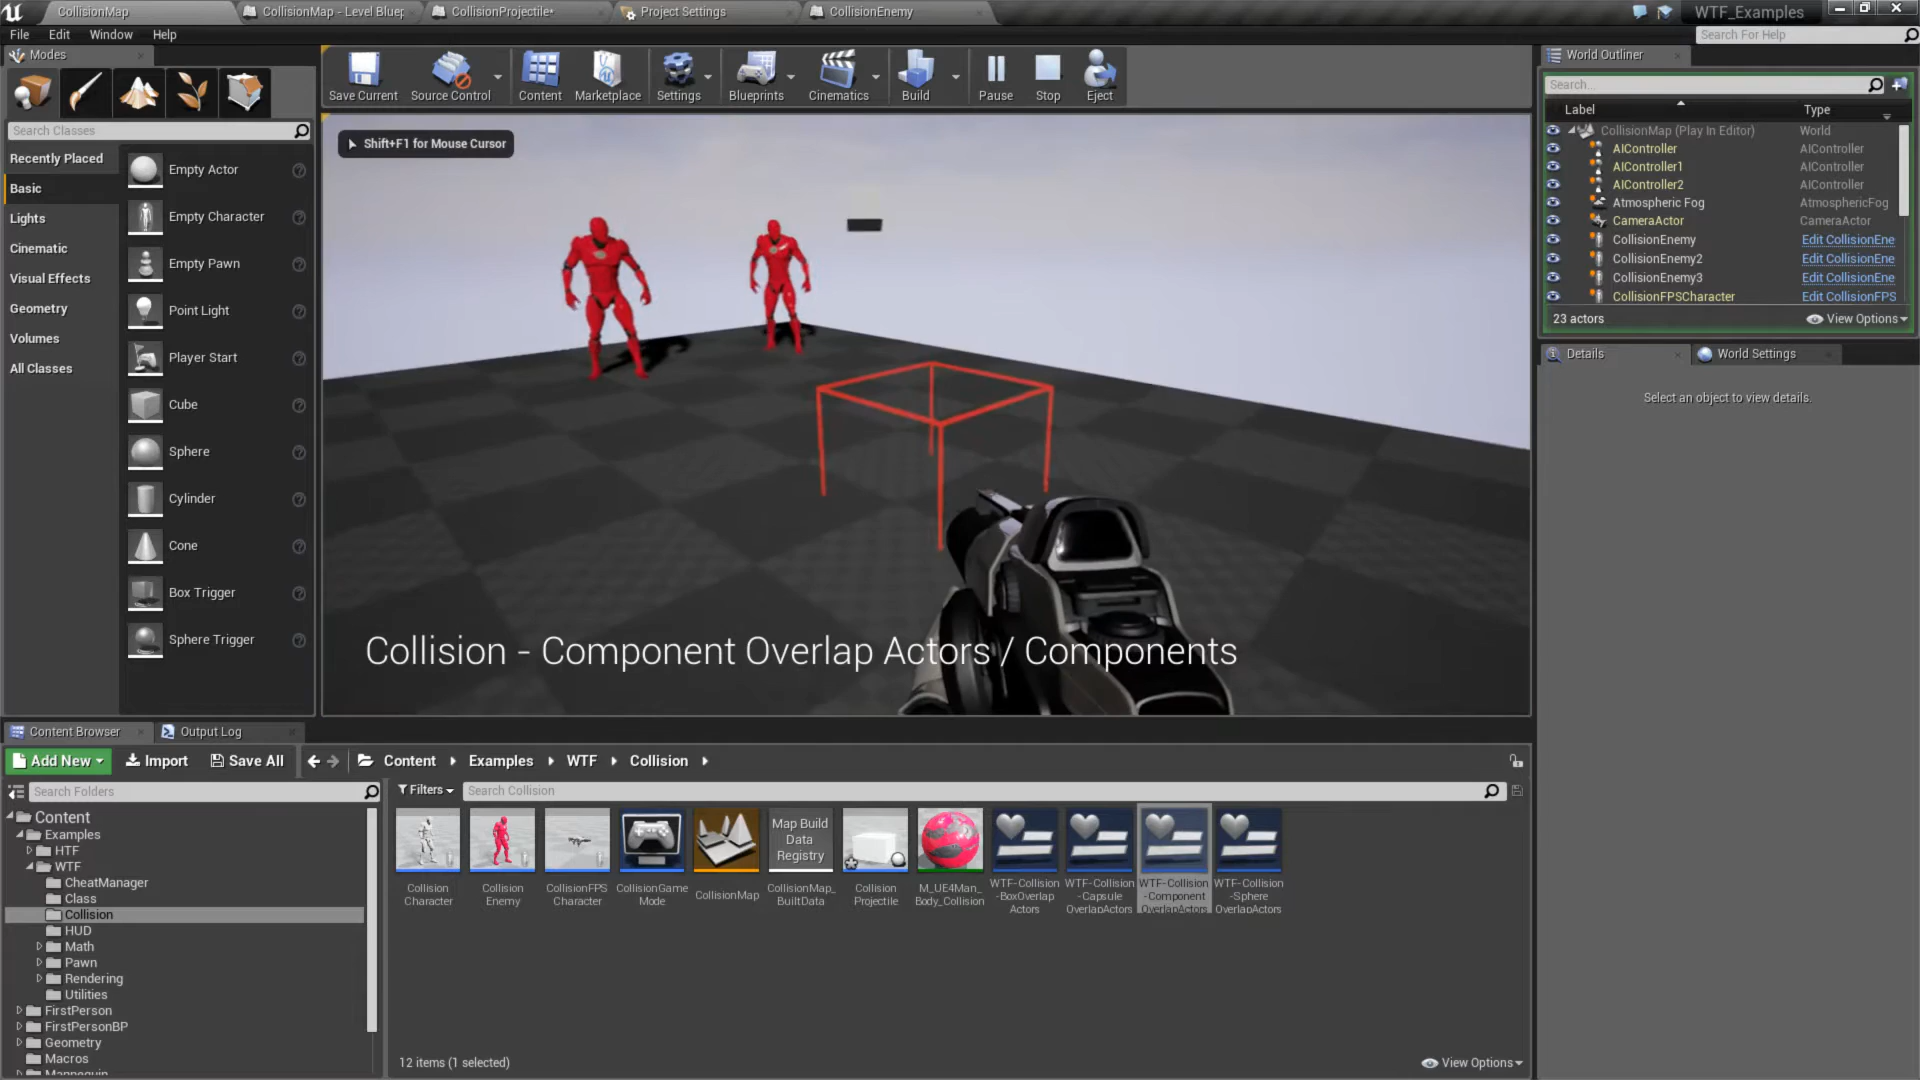 CollisionMap
CollisionMap - Level Bluep
CollisionProjectile*
Project Settings
CollisionEnemy
WTF_Examples
File Edit Window Help
Search For Help
Modes
Search Classes
Recently Placed
Basic
Lights
Cinematic
Visual Effects
Geometry
Volumes
All Classes
Empty Actor
Empty Character
Empty Pawn
Point Light
Player Start
Cube
Sphere
Cylinder
Cone
Box Trigger
Sphere Trigger
Save Current
Source Control
Content
Marketplace
Settings
Blueprints
Cinematics
Build
Pause
Stop
Eject
Shift+F1 for Mouse Cursor
Collision - Component Overlap Actors / Components
World Outliner
Search...
Label Type
CollisionMap (Play In Editor) World
AIController AIController
AIController1 AIController
AIController2 AIController
Atmospheric Fog AtmosphericFog
CameraActor CameraActor
CollisionEnemy Edit CollisionEne
CollisionEnemy2 Edit CollisionEne
CollisionEnemy3 Edit CollisionEne
CollisionFPSCharacter Edit CollisionFPS
23 actors View Options
Details
World Settings
Select an object to view details.
Content Browser
Output Log
Add New Import Save All
Content Examples WTF Collision
Search Folders
Filters
Search Collision
Content
Examples
HTF
WTF
CheatManager
Class
Collision
HUD
Math
Pawn
Rendering
Utilities
FirstPerson
FirstPersonBP
Geometry
Macros
Mannequin
Collision
Character
Collision
Enemy
CollisionFPS
Character
CollisionGame
Mode
CollisionMap
Map Build
Data
Registry
CollisionMap_
BuiltData
Collision
Projectile
M_UE4Man_
Body_Collision
WTF-Collision
-BoxOverlap
Actors
WTF-Collision
-Capsule
OverlapActors
WTF-Collision
-Component
OverlapActors
WTF-Collision
-Sphere
OverlapActors
12 items (1 selected)
View Options